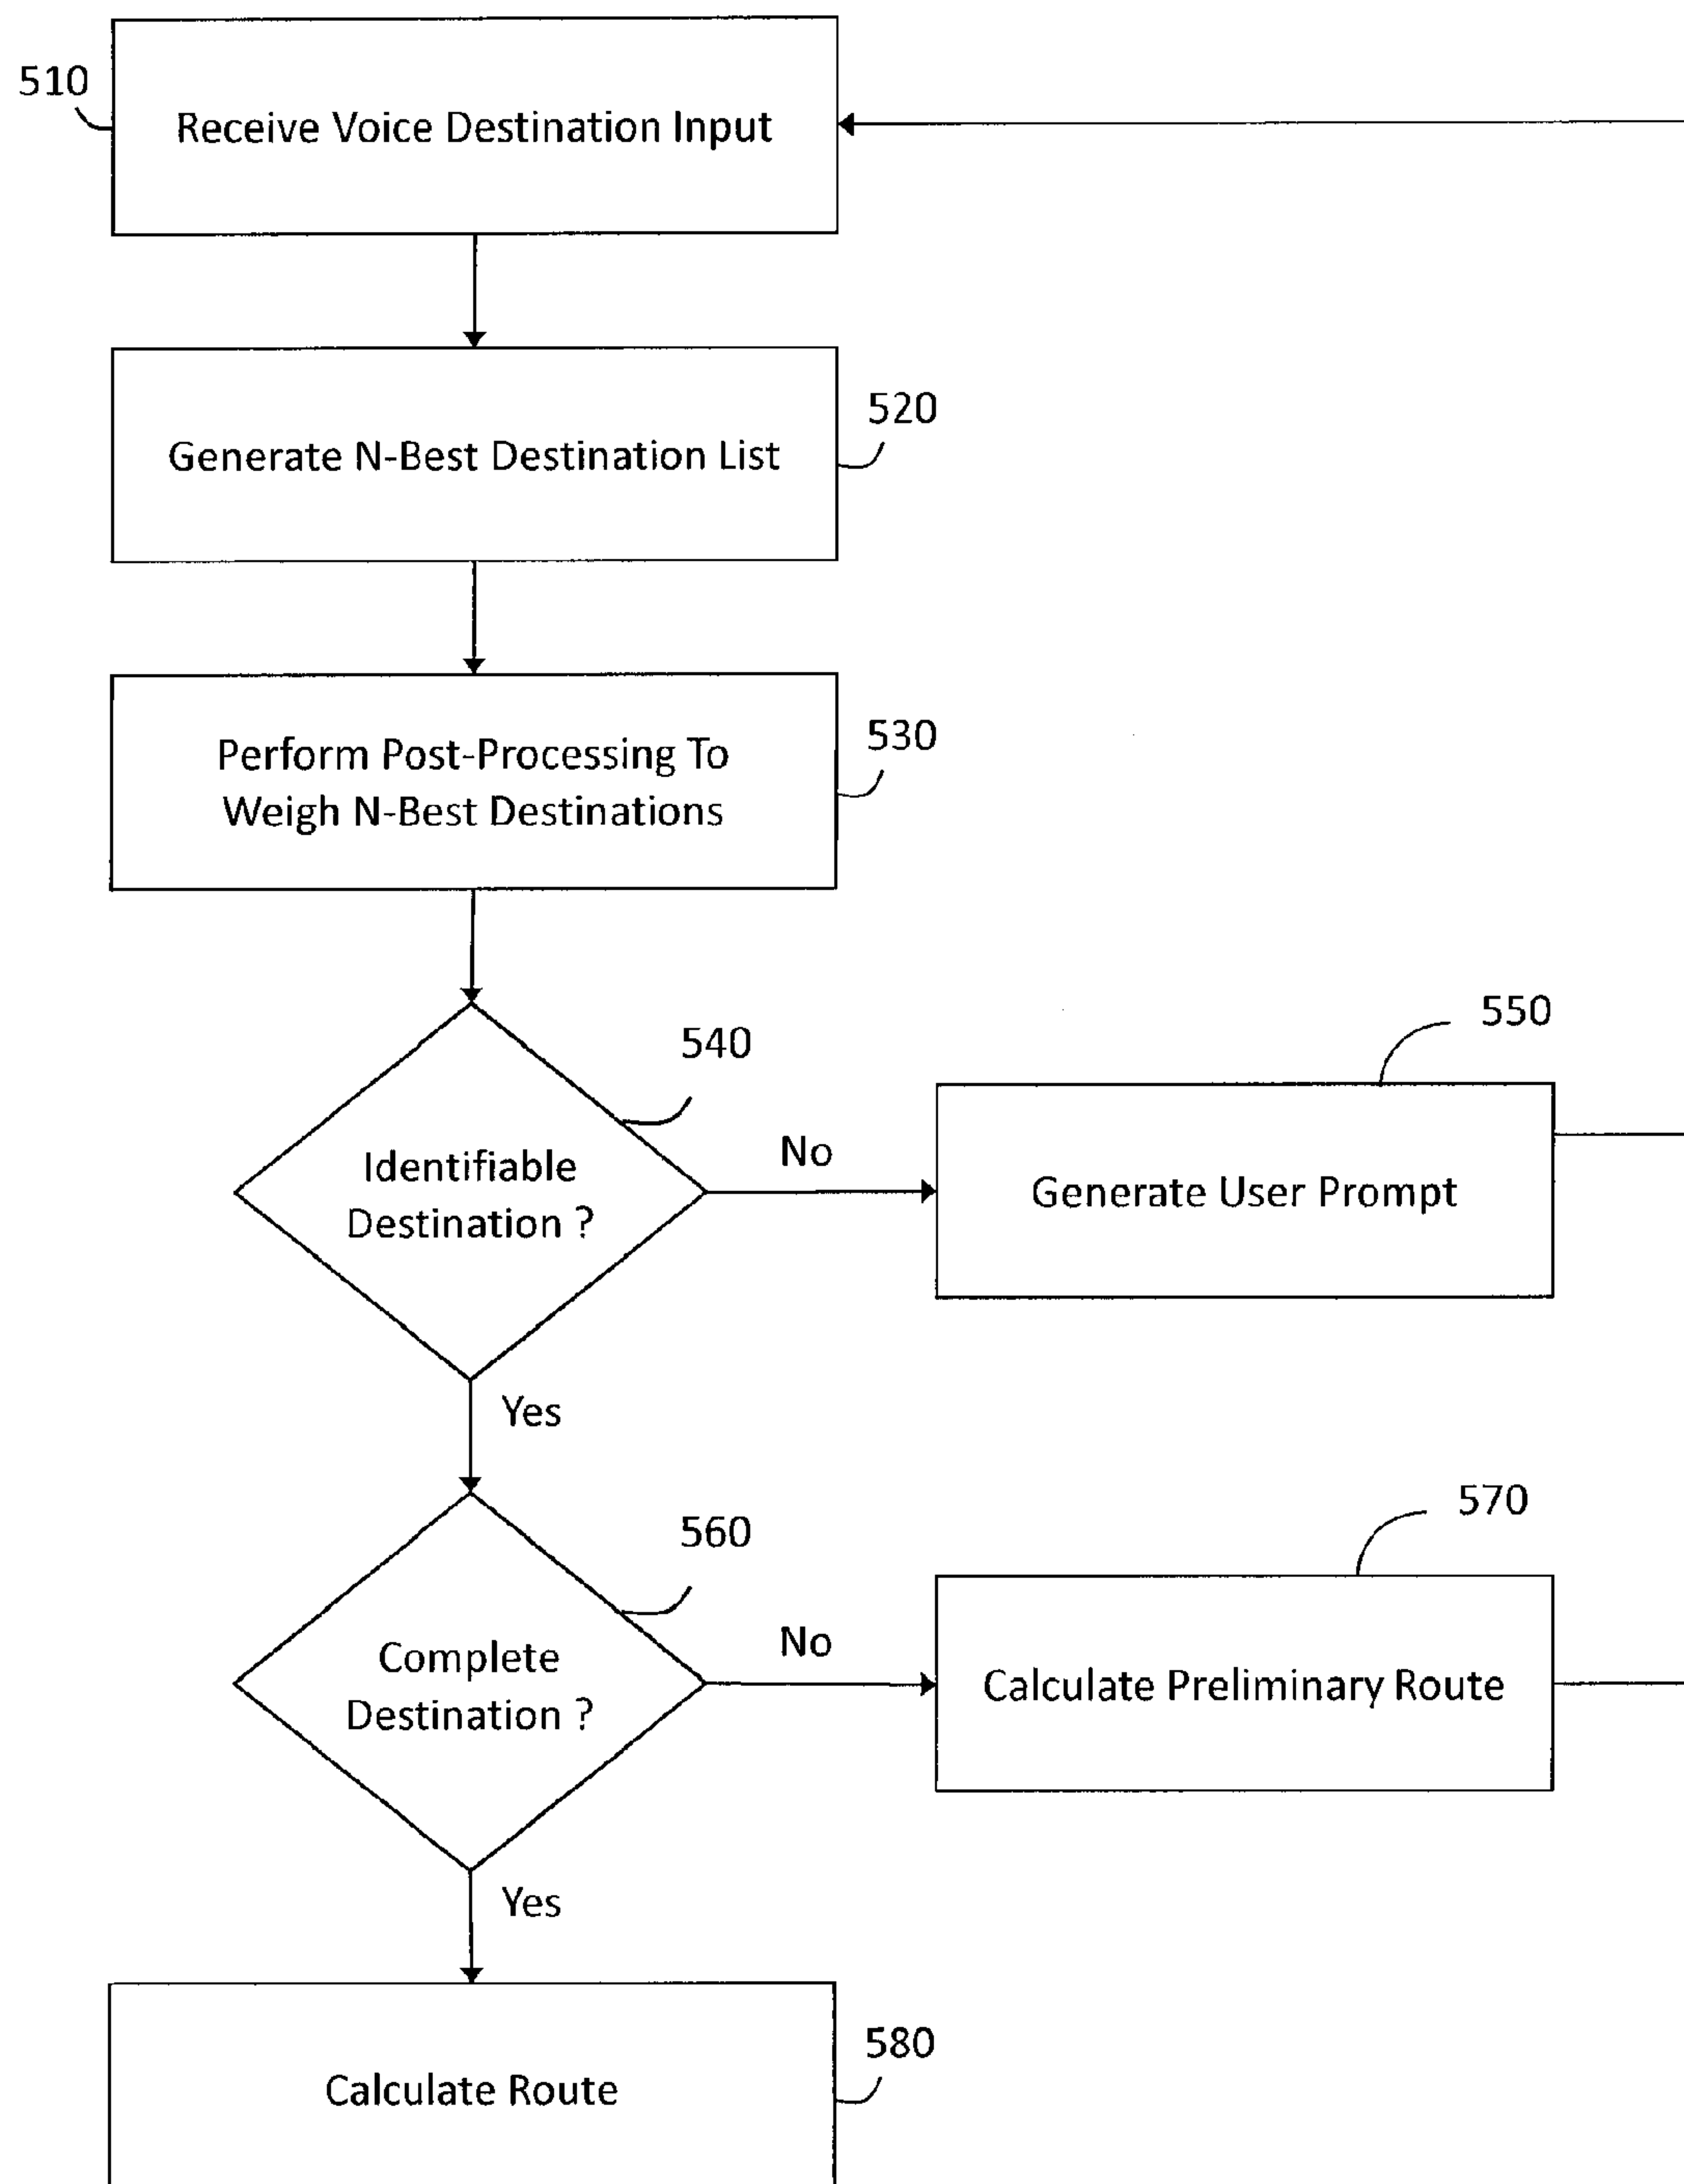 510
Receive Voice Destination Input
520
Generate N-Best Destination List
530
Perform Post-Processing To
Weigh N-Best Destinations
540
550
Identifiable
Destination ?
No
Generate User Prompt
Yes
560
570
Complete
Destination ?
No
Calculate Preliminary Route
Yes
580
Calculate Route